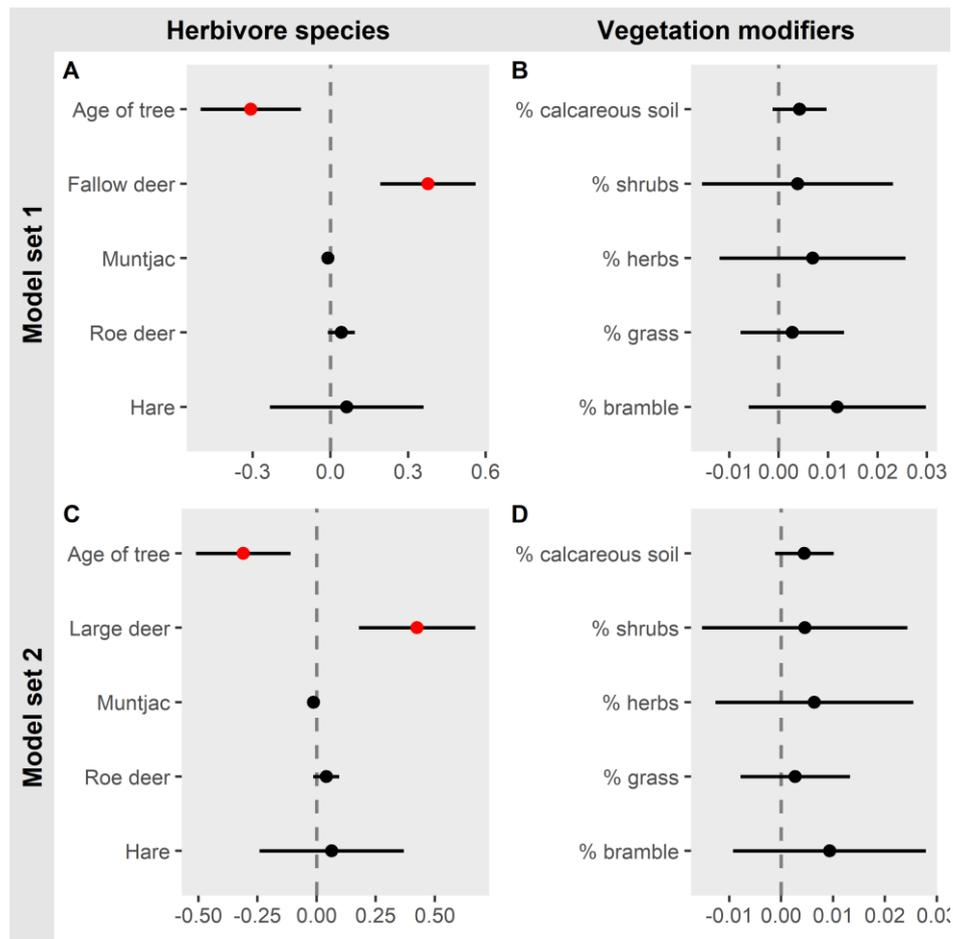 Herbivore species
Vegetation modifiers
Model set 1
A
Age of tree
Fallow deer
Muntjac
Roe deer
Hare
-0.3 0.0 0.3 0.6
B
% calcareous soil
% shrubs
% herbs
% grass
% bramble
-0.01 0.00 0.01 0.02 0.03
Model set 2
C
Age of tree
Large deer
Muntjac
Roe deer
Hare
-0.50 -0.25 0.00 0.25 0.50
D
% calcareous soil
% shrubs
% herbs
% grass
% bramble
-0.01 0.00 0.01 0.02